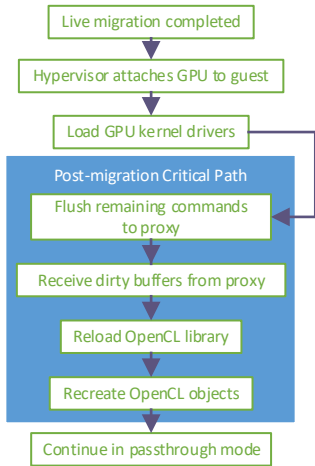 Live migration completed
Hypervisor attaches GPU to guest
Load GPU kernel drivers
Post-migration Critical Path
Flush remaining commands
to proxy
Receive dirty buffers from proxy
Reload OpenCL library
Recreate OpenCL objects
Continue in passthrough mode